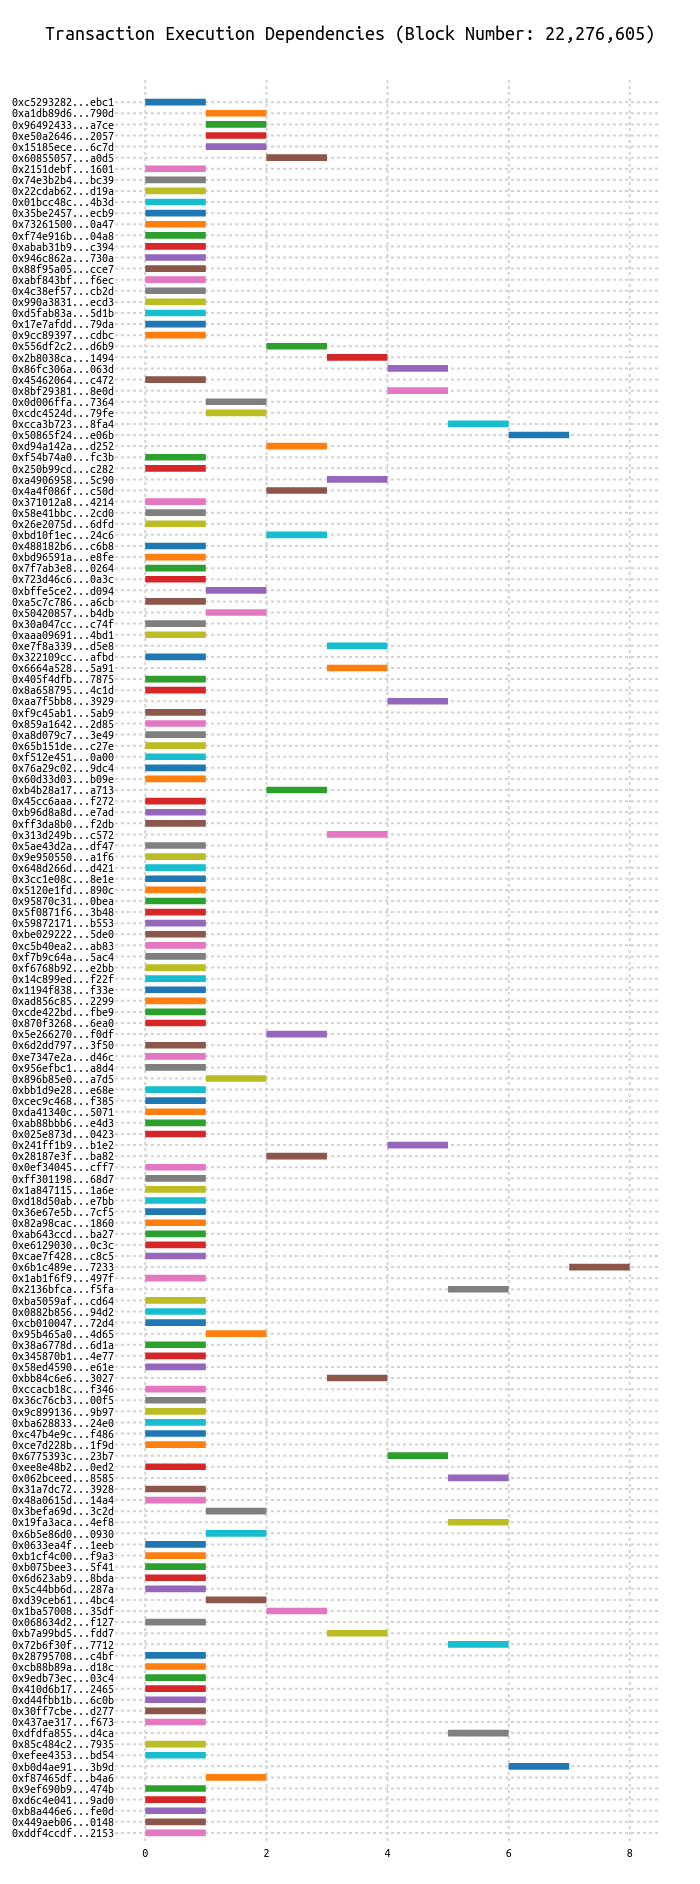 Transaction Execution Dependencies (Block Number: 22,276,605)
0xc5293282...ebc1
0xa1db89d6...790d
0x96492433...a7ce
0xe50a2646...2057
0x15185ece...6c7d
0x60855057...a0d5
0x2151debf...1601
0x74e3b2b4...bc39
0x22cdab62...d19a
0x01bcc48c...4b3d
0x35be2457...ecb9
0x73261500...0a47
0xf74e916b...04a8
0xabab31b9...c394
0x946c862a...730a
0x88f95a05...cce7
0xabf843bf...f6ec
0x4c38ef57...cb2d
0x990a3831...ecd3
0xd5fab83a...5d1b
0x17e7afdd...79da
0x9cc89397...cdbc
0x556df2c2...d6b9
0x2b8038ca...1494
0x86fc306a...063d
0x45462064...c472
0x8bf29381...8e0d
0x0d006ffa...7364
0xcdc4524d...79fe
0xcca3b723...8fa4
0x50865f24...e06b
0xd94a142a...d252
0xf54b74a0...fc3b
0x250b99cd...c282
0xa4906958...5c90
0x4a4f086f...c50d
0x371012a8...4214
0x58e41bbc...2cd0
0x26e2075d...6dfd
0xbd10f1ec...24c6
0x488182b6...c6b8
0xbd96591a...e8fe
0x7f7ab3e8...0264
0x723d46c6...0a3c
0xbffe5ce2...d094
0xa5c7c786...a6cb
0x50420857...b4db
0x30a047cc...c74f
0xaaa09691...4bd1
0xe7f8a339...d5e8
0x322109cc...afbd
0x6664a528...5a91
0x405f4dfb...7875
0x8a658795...4c1d
0xaa7f5bb8...3929
0xf9c45ab1...5ab9
0x859a1642...2d85
0xa8d079c7...3e49
0x65b151de...c27e
0xf512e451...0a00
0x76a29c02...9dc4
0x60d33d03...b09e
0xb4b28a17...a713
0x45cc6aaa...f272
0xb96d8a8d...e7ad
0xff3da8b0...f2db
0x313d249b...c572
0x5ae43d2a...df47
0x9e950550...a1f6
0x648d266d...d421
0x3cc1e08c...8e1e
0x5120e1fd...890c
0x95870c31...0bea
0x5f0871f6...3b48
0x59872171...b553
0xbe029222...5de0
0xc5b40ea2...ab83
0xf7b9c64a...5ac4
0xf6768b92...e2bb
0x14c899ed...f22f
0x1194f838...f33e
0xad856c85...2299
0xcde422bd...fbe9
0x870f3268...6ea0
0x5e266270...f0df
0x6d2dd797...3f50
0xe7347e2a...d46c
0x956efbc1...a8d4
0x896b85e0...a7d5
0xbb1d9e28...e68e
0xcec9c468...f385
0xda41340c...5071
0xab88bbb6...e4d3
0x025e873d...0423
0x241ff1b9...b1e2
0x28187e3f...ba82
0x0ef34045...cff7
0xff301198...68d7
0x1a847115...1a6e
0xd18d50ab...e7bb
0x36e67e5b...7cf5
0x82a98cac...1860
0xab643ccd...ba27
0xe6129030...0c3c
0xcae7f428...c8c5
0x6b1c489e...7233
0x1ab1f6f9...497f
0x2136bfca...f5fa
0xba5059af...cd64
0x0882b856...94d2
0xcb010047...72d4
0x95b465a0...4d65
0x38a6778d...6d1a
0x345870b1...4e77
0x58ed4590...e61e
0xbb84c6e6...3027
0xccacb18c...f346
0x36c76cb3...00f5
0x9c899136...9b97
0xba628833...24e0
0xc47b4e9c...f486
0xce7d228b...1f9d
0x6775393c...23b7
0xee8e48b2...0ed2
0x062bceed...8585
0x31a7dc72...3928
0x48a0615d...14a4
0x3befa69d...3c2d
0x19fa3aca...4ef8
0x6b5e86d0...0930
0x0633ea4f...1eeb
0xb1cf4c00...f9a3
0xb075bee3...5f41
0x6d623ab9...8bda
0x5c44bb6d...287a
0xd39ceb61...4bc4
0x1ba57008...35df
0x068634d2...f127
0xb7a99bd5...fdd7
0x72b6f30f...7712
0x28795708...c4bf
0xcb88b89a...d18c
0x9edb73ec...03c4
0x410d6b17...2465
0xd44fbb1b...6c0b
0x30ff7cbe...d277
0x437ae317...f673
0xdfdfa855...d4ca
0x85c484c2...7935
0xefee4353...bd54
0xb0d4ae91...3b9d
0xf87465df...b4a6
0x9ef690b9...474b
0xd6c4e041...9ad0
0xb8a446e6...fe0d
0x449aeb06...0148
0xddf4ccdf...2153
0 2 4 6 8